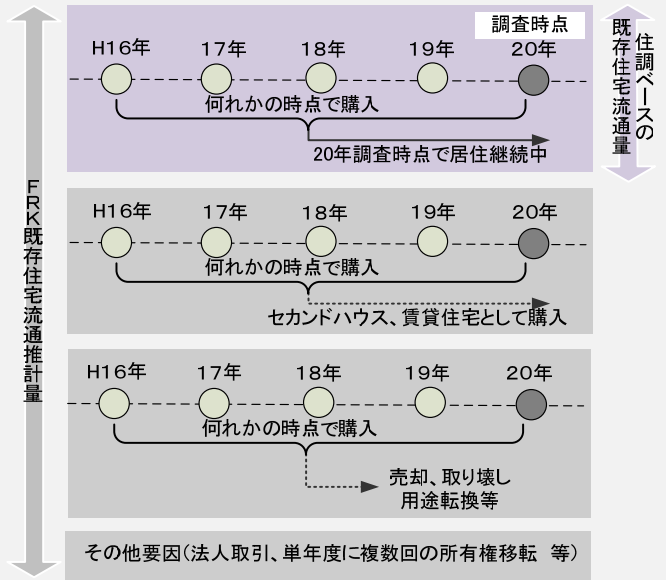 調査時点
H16年 17年 18年 19年 20年
何れかの時点で購入
20年調査時点で居住継続中
住調ベースの
既存住宅流通量
FRK既存住宅流通推計量
H16年 17年 18年 19年 20年
何れかの時点で購入
セカンドハウス、賃貸住宅として購入
H16年 17年 18年 19年 20年
何れかの時点で購入
売却、取り壊し
用途転換等
その他要因(法人取引、単年度に複数回の所有権移転 等)